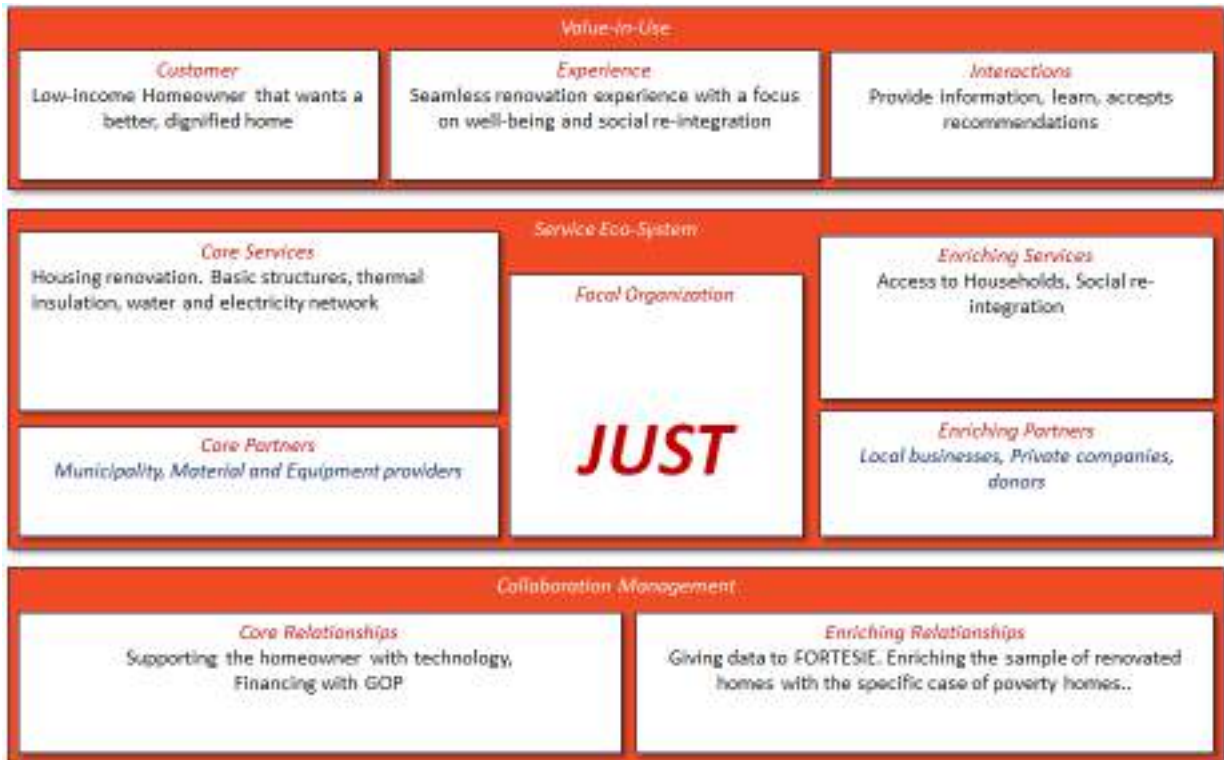 Value-in-Use
Customer
Low-income Homeowner that wants a
better, dignified home
Experience
Seamless renovation experience with a focus
on well-being and social re-integration
Interactions
Provide information, learn, accepts
recommendations
Service Eco-System
Core Services
Housing renovation. Basic structures, thermal
insulation, water and electricity network
Focal Organization
JUST
Enriching Services
Access to Households, Social re-
integration
Core Partners
Municipality, Material and Equipment providers
Enriching Partners
Local businesses, Private companies,
donors
Collaboration Management
Core Relationships
Supporting the homeowner with technology,
Financing with GOP
Enriching Relationships
Giving data to FORTESIE. Enriching the sample of renovated
homes with the specific case of poverty homes..